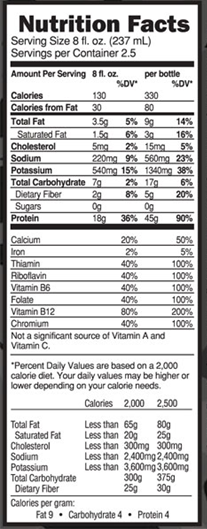 Nutrition Facts
Serving Size 8 fl. oz. (237 mL)
Servings per Container 2.5
Amount Per Serving 8 fl. oz. per bottle
%DV* %DV*
Calories 130 330
Calories from Fat 30 80
Total Fat 3.5g 5% 9g 14%
Saturated Fat 1.5g 6% 3g 16%
Cholesterol 5mg 2% 15mg 5%
Sodium 220mg 9% 560mg 23%
Potassium 540mg 15% 1340mg 38%
Total Carbohydrate 7g 2% 17g 6%
Dietary Fiber 2g 8% 5g 20%
Sugars 0g 0g
Protein 18g 36% 45g 90%
Calcium 20% 50%
Iron 2% 5%
Thiamin 40% 100%
Riboflavin 40% 100%
Vitamin B6 40% 100%
Folate 40% 100%
Vitamin B12 80% 200%
Chromium 40% 100%
Not a significant source of Vitamin A and
Vitamin C.
*Percent Daily Values are based on a 2,000
calorie diet. Your daily values may be higher or
lower depending on your calorie needs.
Calories 2,000 2,500
Total Fat Less than 65g 80g
Saturated Fat Less than 20g 25g
Cholesterol Less than 300mg 300mg
Sodium Less than 2,400mg 2,400mg
Potassium Less than 3,600mg 3,600mg
Total Carbohydrate 300g 375g
Dietary Fiber 25g 30g
Calories per gram:
Fat 9 • Carbohydrate 4 • Protein 4